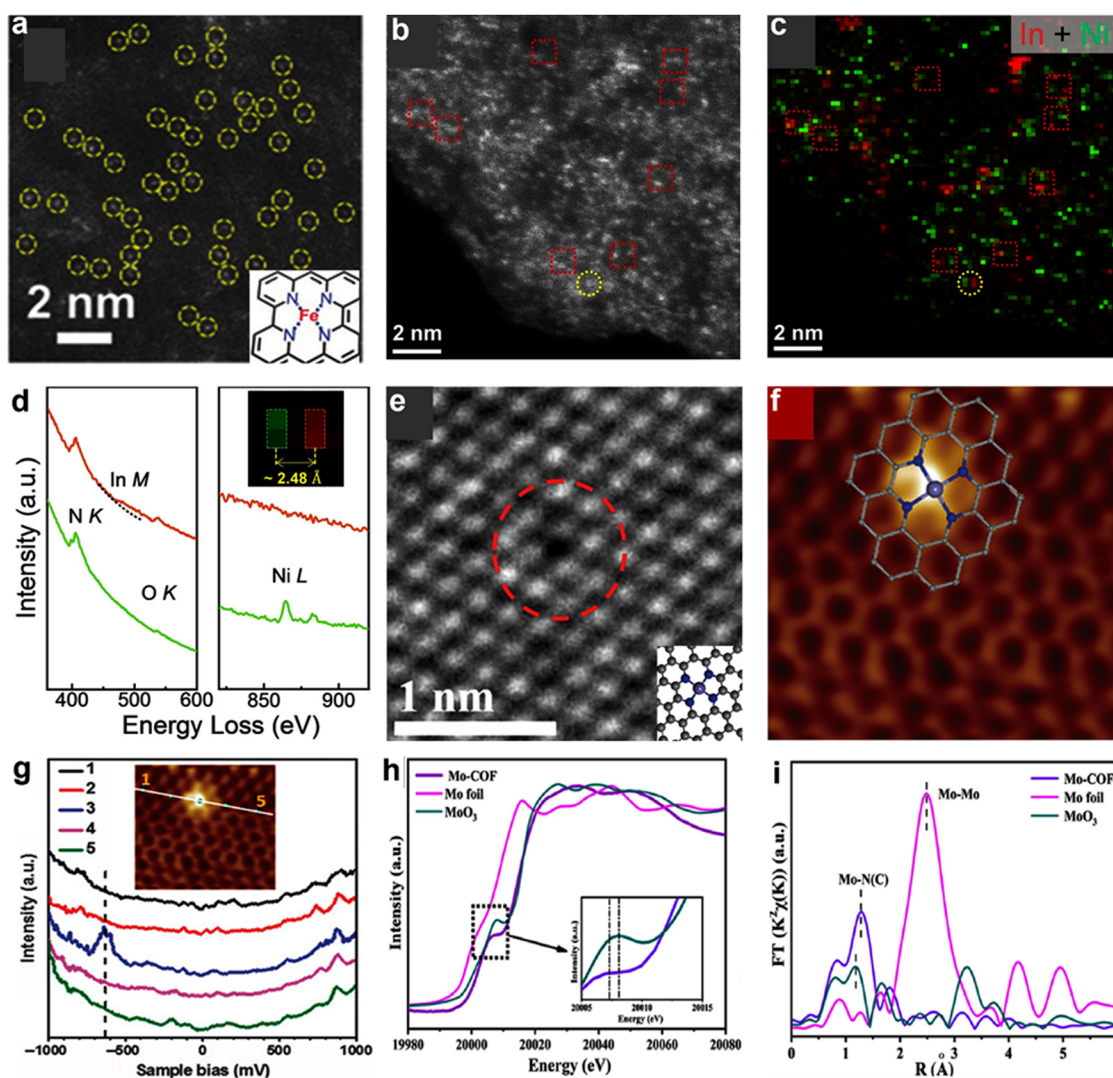 a
2 nm
N
N
Fe
N
N
b
2 nm
c
In + Ni
2 nm
d
Intensity (a.u.)
In M
N K
O K
~ 2.48 Å
Ni L
400 500 600
850 900
Energy Loss (eV)
e
1 nm
f
g
Intensity (a.u.)
1
2
3
4
5
1
5
-1000 -500 0 500 1000
Sample bias (mV)
h
Intensity (a.u.)
Mo-COF
Mo foil
MoO3
Intensity (a.u.)
20005 20010 20015
Energy (eV)
19980 20000 20020 20040 20060 20080
Energy (eV)
i
FT (K²χ(K)) (a.u.)
Mo-COF
Mo foil
MoO3
Mo-Mo
Mo-N(C)
0 1 2 3 4 5
R (Å)